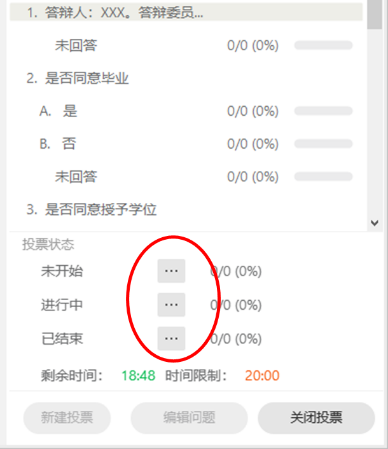 1. 答辩人：XXX。答辩委员...
未回答 0/0 (0%)
2. 是否同意毕业
A. 是 0/0 (0%)
B. 否 0/0 (0%)
未回答 0/0 (0%)
3. 是否同意授予学位
投票状态
未开始 ... 0/0 (0%)
进行中 ... 0/0 (0%)
已结束 ... 0/0 (0%)
剩余时间： 18:48 时间限制： 20:00
新建投票 编辑问题 关闭投票